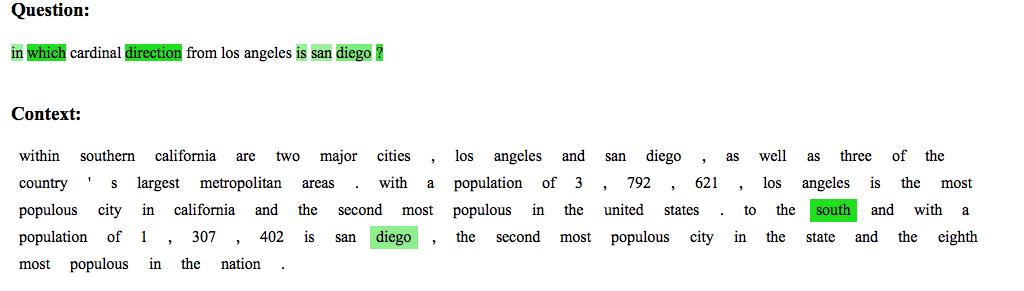 Question:
in which cardinal direction from los angeles is san diego ?
Context:
within southern california are two major cities , los angeles and san diego , as well as three of the
country ' s largest metropolitan areas . with a population of 3 , 792 , 621 , los angeles is the most
populous city in california and the second most populous in the united states . to the south and with a
population of 1 , 307 , 402 is san diego , the second most populous city in the state and the eighth
most populous in the nation .